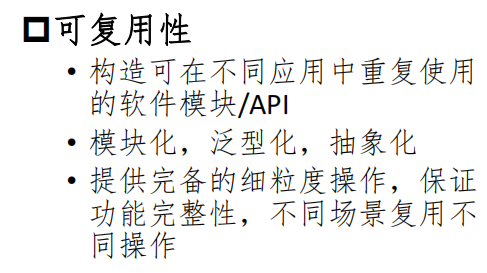 可复用性
• 构造可在不同应用中重复使用
的软件模块/API
• 模块化，泛型化，抽象化
• 提供完备的细粒度操作，保证
功能完整性，不同场景复用不
同操作